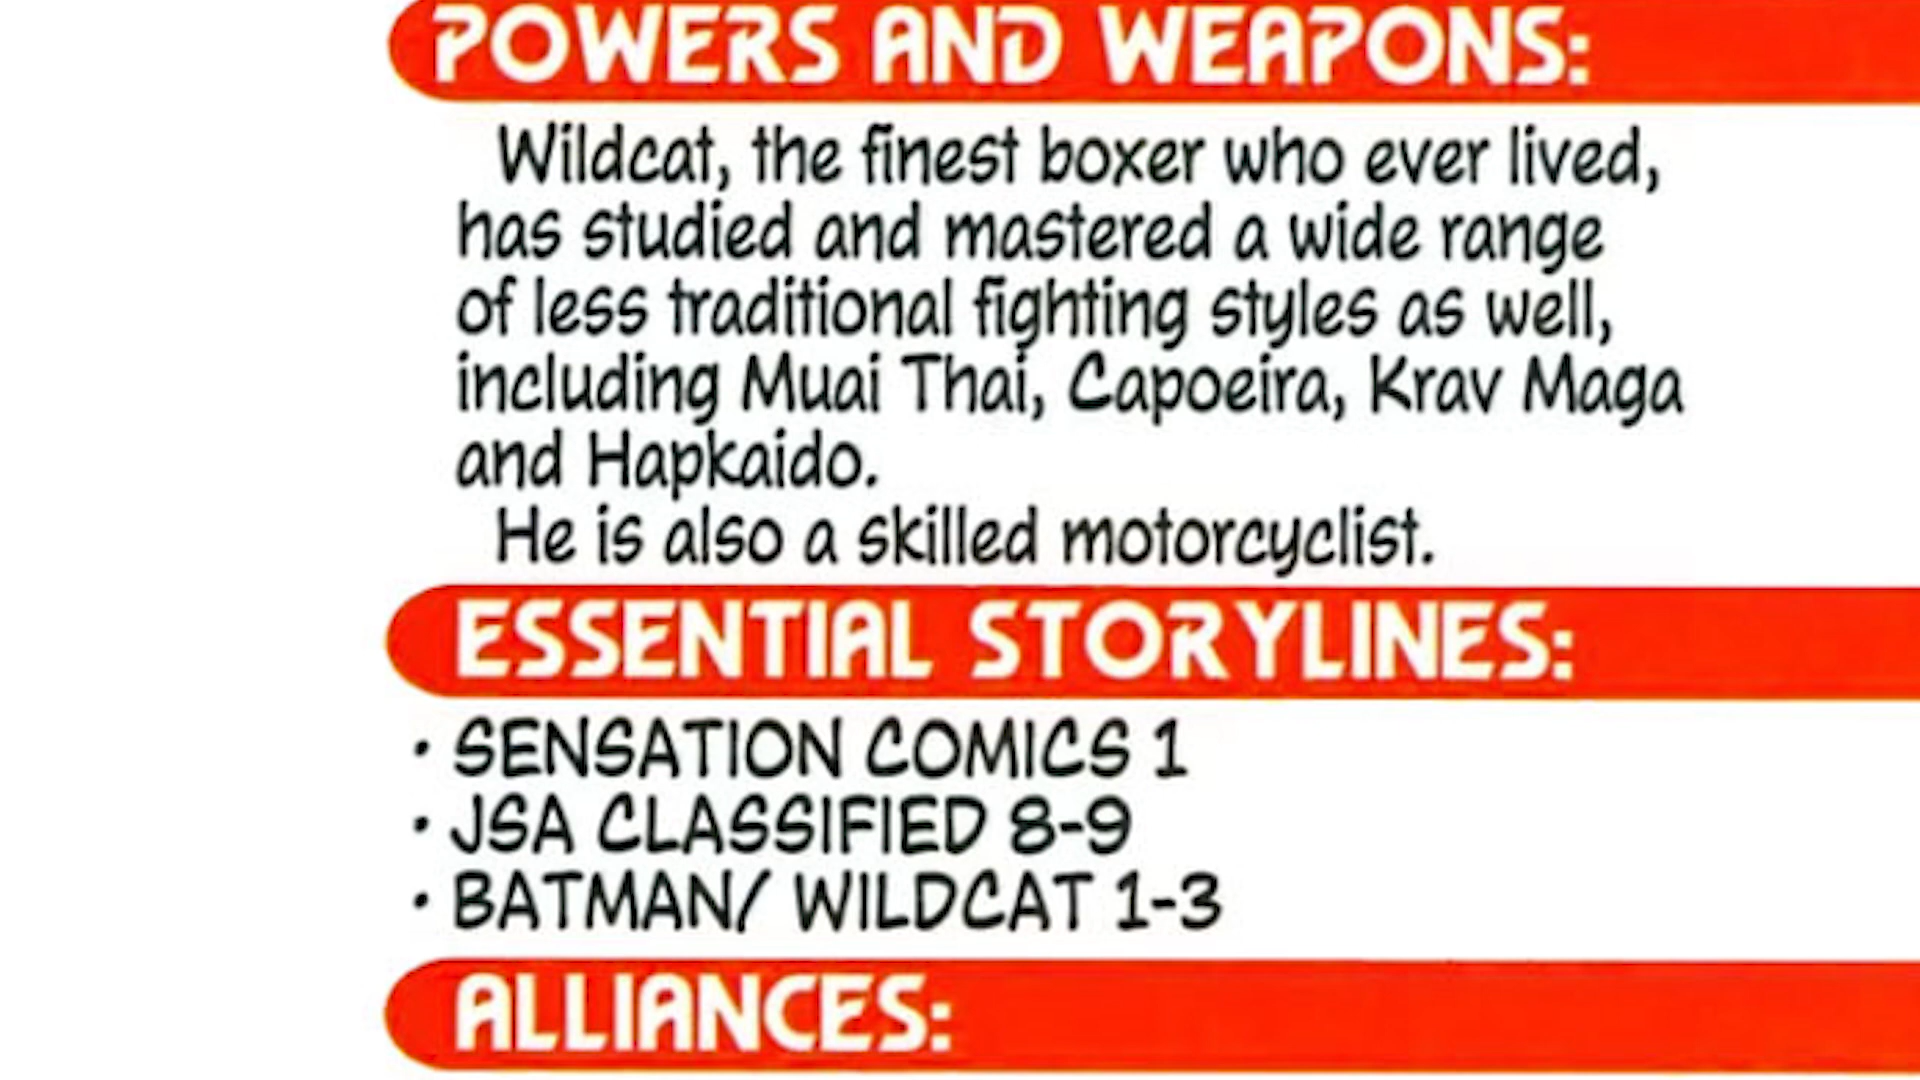 POWERS AND WEAPONS:
Wildcat, the finest boxer who ever lived,
has studied and mastered a wide range
of less traditional fighting styles as well,
including Muai Thai, Capoeira, Krav Maga
and Hapkaido.
He is also a skilled motorcyclist.
ESSENTIAL STORYLINES:
· SENSATION COMICS 1
· JSA CLASSIFIED 8-9
· BATMAN/ WILDCAT 1-3
ALLIANCES: